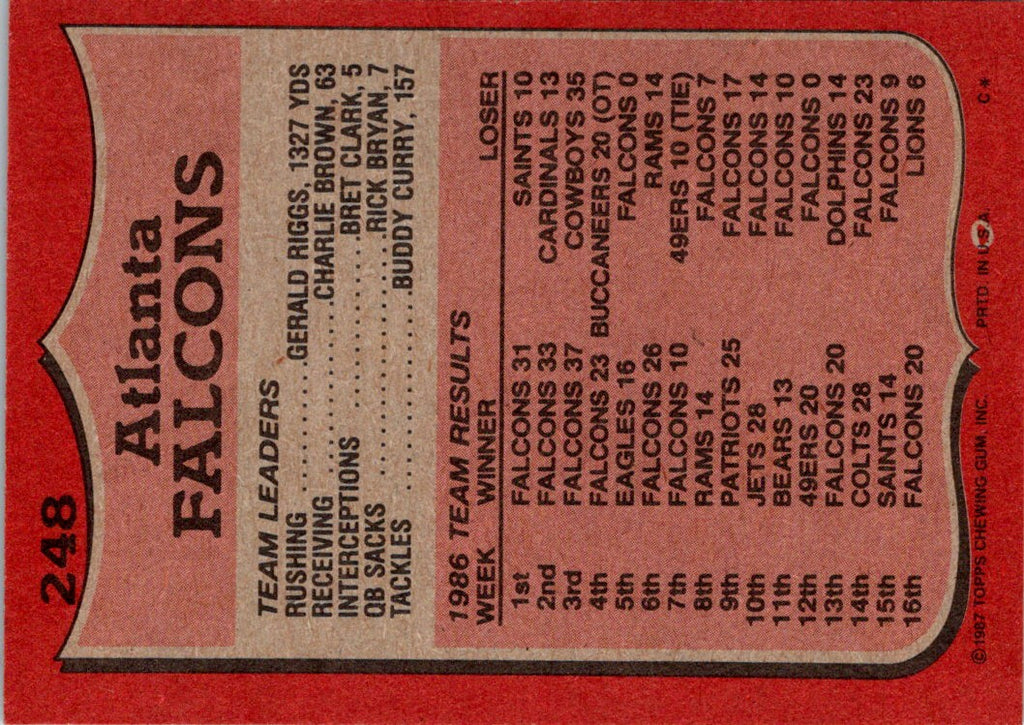 248
Atlanta
FALCONS
TEAM LEADERS
RUSHING ........GERALD RIGGS, 1327 YDS
RECEIVING ................CHARLIE BROWN, 63
INTERCEPTIONS ................BRET CLARK, 5
QB SACKS ....................RICK BRYAN, 7
TACKLES ....................BUDDY CURRY, 157
1986 TEAM RESULTS
WEEK WINNER LOSER
1st FALCONS 31 SAINTS 10
2nd FALCONS 33 CARDINALS 13
3rd FALCONS 37 COWBOYS 35
4th FALCONS 23 BUCCANEERS 20 (OT)
5th EAGLES 16 FALCONS 0
6th FALCONS 26 RAMS 14
7th FALCONS 10 49ERS 10 (TIE)
8th RAMS 14 FALCONS 7
9th PATRIOTS 25 FALCONS 17
10th JETS 28 FALCONS 14
11th BEARS 13 FALCONS 10
12th 49ERS 20 FALCONS 0
13th FALCONS 20 DOLPHINS 14
14th COLTS 28 FALCONS 23
15th SAINTS 14 FALCONS 9
16th FALCONS 20 LIONS 6
©1987 TOPPS CHEWING GUM, INC. PRTD IN U.S.A. C*